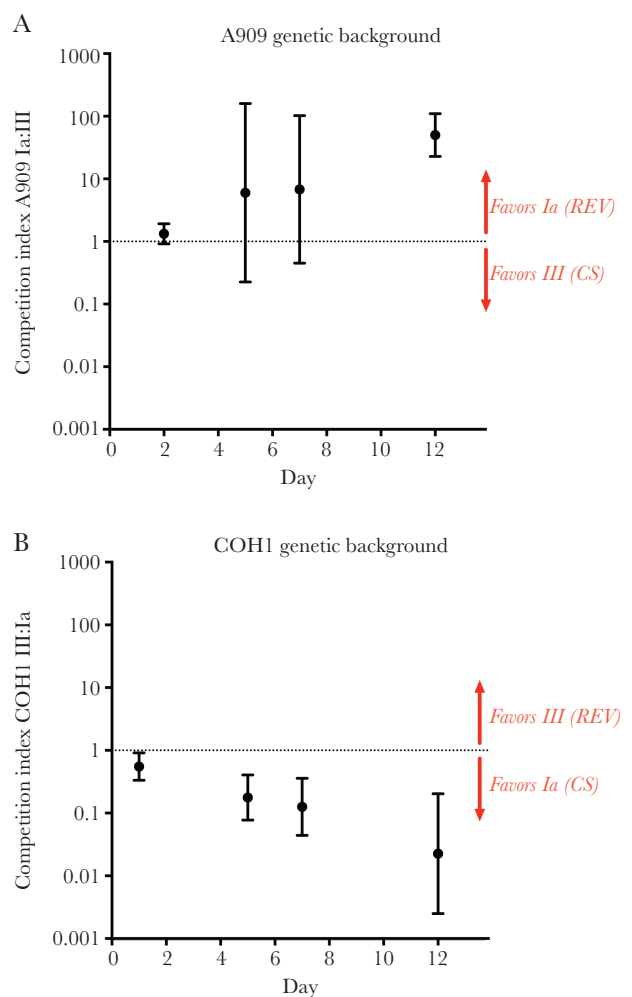 A
A909 genetic background
Competition index A909 Ia:III
1000
100
10
1
0.1
0.01
0.001
Favors Ia (REV)
Favors III (CS)
0 2 4 6 8 10 12
Day
B
COH1 genetic background
Competition index COH1 III:Ia
1000
100
10
1
0.1
0.01
0.001
Favors III (REV)
Favors Ia (CS)
0 2 4 6 8 10 12
Day